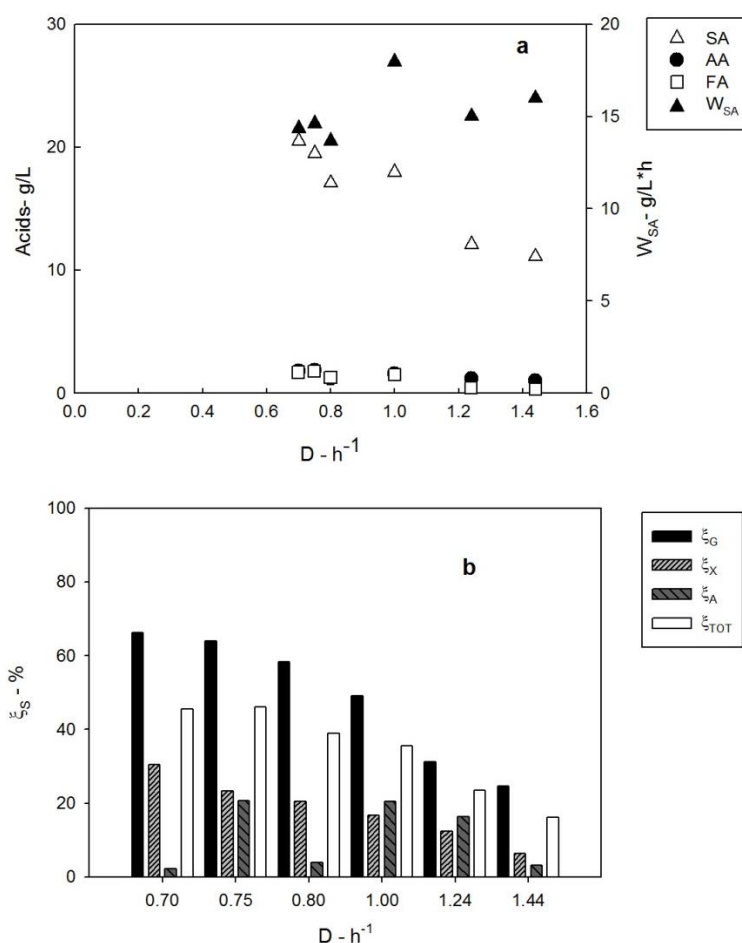 30
20
10
0
Acids- g/L
a
20
15
10
5
0
W_SA- g/L*h
0.0 0.2 0.4 0.6 0.8 1.0 1.2 1.4 1.6
D - h⁻¹
SA
AA
FA
W_SA
100
80
60
40
20
0
ξ_S - %
b
0.70 0.75 0.80 1.00 1.24 1.44
D - h⁻¹
ξ_G
ξ_X
ξ_A
ξ_TOT